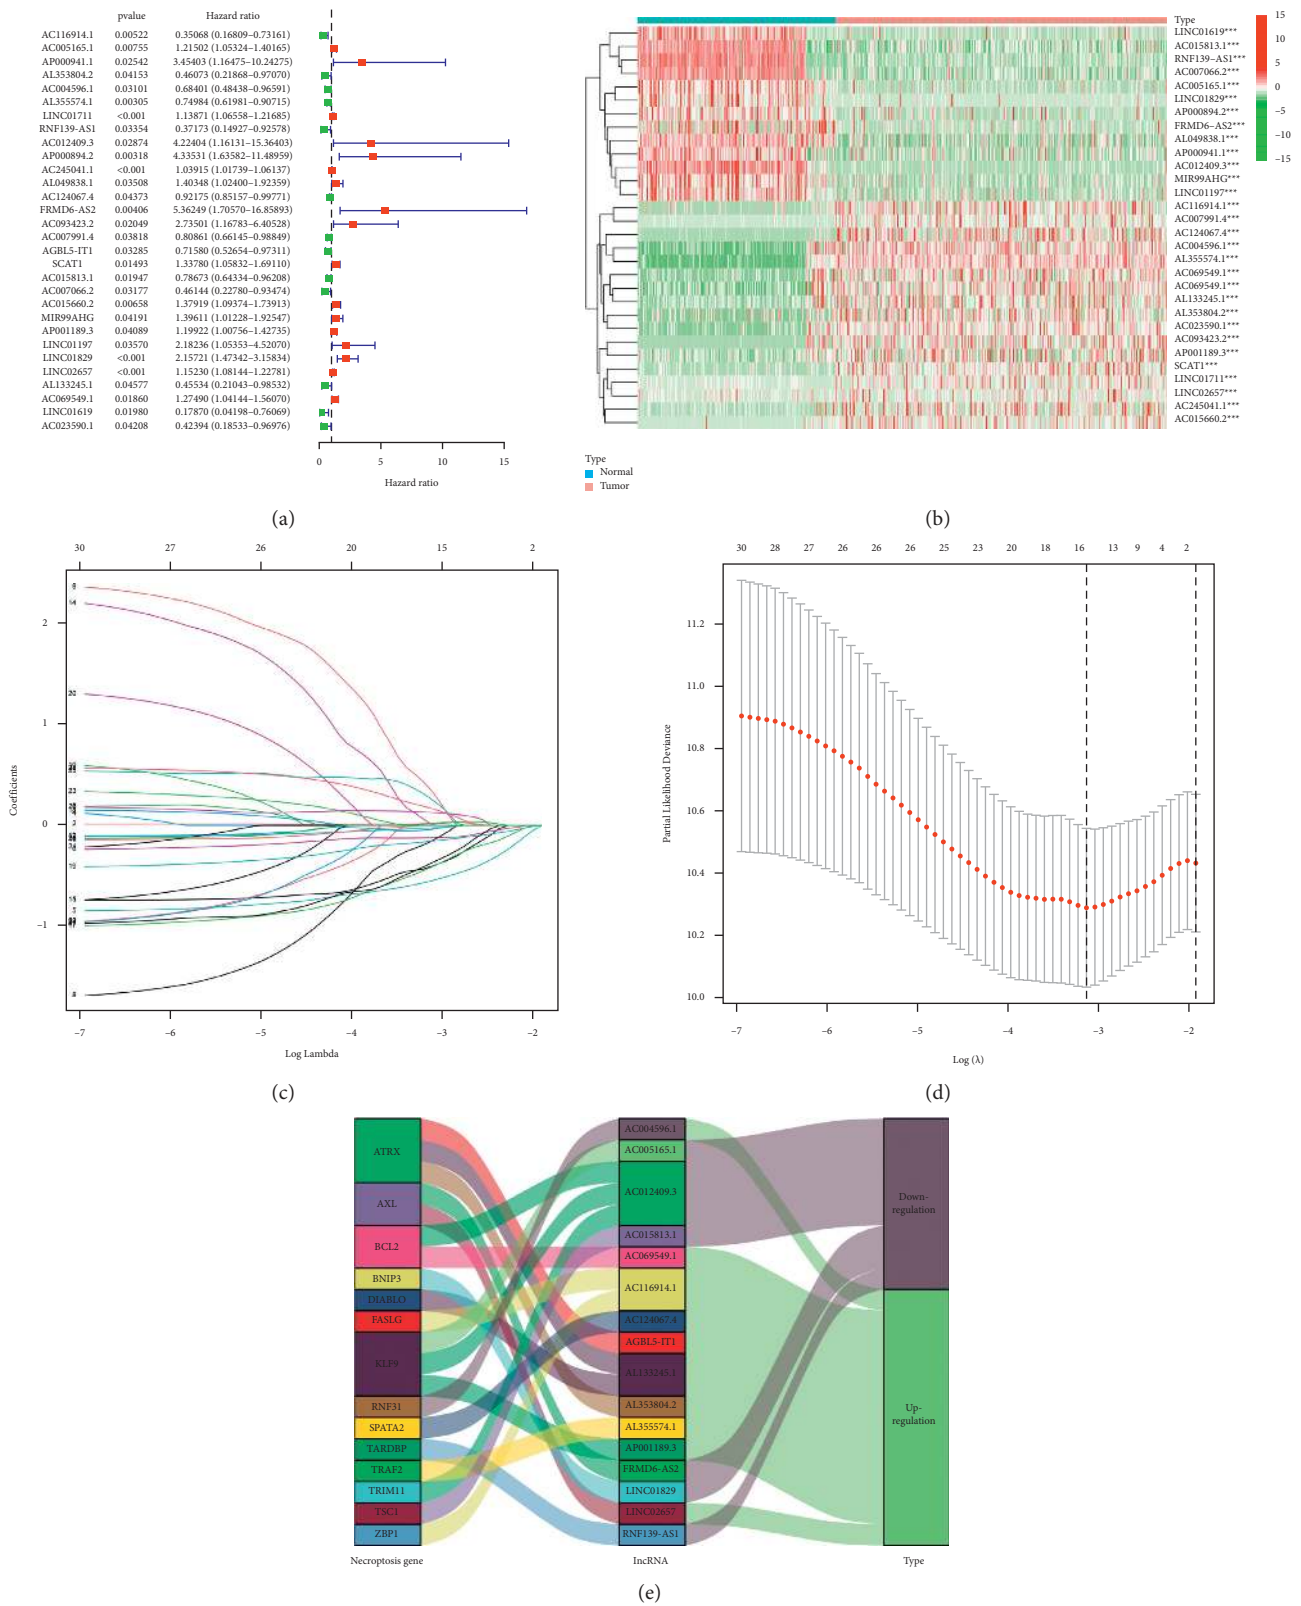 pvalue Hazard ratio
AC116914.1 0.00522 0.35068 (0.16809–0.73161)
AC005165.1 0.00755 1.21502 (1.05324–1.40165)
AP000941.1 0.02542 3.45403 (1.16475–10.24275)
AL353804.2 0.04153 0.46073 (0.21868–0.97070)
AC004596.1 0.03101 0.68401 (0.48438–0.96591)
AL355574.1 0.00305 0.74984 (0.61981–0.90715)
LINC01711 <0.001 1.13871 (1.06558–1.21685)
RNF139-AS1 0.03354 0.37173 (0.14927–0.92578)
AC012409.3 0.02874 4.22404 (1.16131–15.36403)
AP000894.2 0.00318 4.33531 (1.63582–11.48959)
AC245041.1 <0.001 1.03915 (1.01739–1.06137)
AL049838.1 0.03508 1.40348 (1.02400–1.92359)
AC124067.4 0.04373 0.92175 (0.85157–0.99771)
FRMD6-AS2 0.00406 5.36249 (1.70570–16.85893)
AC093423.2 0.02049 2.73501 (1.16783–6.40528)
AC007991.4 0.03818 0.80861 (0.66145–0.98849)
AGBL5-IT1 0.03285 0.71580 (0.52654–0.97311)
SCAT1 0.01493 1.33780 (1.05832–1.69110)
AC015813.1 0.01947 0.78673 (0.64334–0.96208)
AC007066.2 0.03177 0.46144 (0.22780–0.93474)
AC015660.2 0.00658 1.37919 (1.09374–1.73913)
MIR99AHG 0.04191 1.39611 (1.01228–1.92547)
AP001189.3 0.04089 1.19922 (1.00756–1.42735)
LINC01197 0.03570 2.18236 (1.05353–4.52070)
LINC01829 <0.001 2.15721 (1.47342–3.15834)
LINC02657 <0.001 1.15230 (1.08144–1.22781)
AL133245.1 0.04577 0.45534 (0.21043–0.98532)
AC069549.1 0.01860 1.27490 (1.04144–1.56070)
LINC01619 0.01980 0.17870 (0.04198–0.76069)
AC023590.1 0.04208 0.42394 (0.18533–0.96976)
0 5 10 15
Hazard ratio
(a)
Type
LINC01619***
AC015813.1***
RNF139–AS1***
AC007066.2***
AC005165.1***
LINC01829***
AP000894.2***
FRMD6–AS2***
AL049838.1***
AP000941.1***
AC012409.3***
MIR99AHG***
LINC01197***
AC116914.1***
AC007991.4***
AC124067.4***
AC004596.1***
AL355574.1***
AC069549.1***
AC069549.1***
AL133245.1***
AL353804.2***
AC023590.1***
AC093423.2***
AP001189.3***
SCAT1***
LINC01711***
LINC02657***
AC245041.1***
AC015660.2***
15
10
5
0
–5
–10
–15
Type
Normal
Tumor
(b)
30 27 26 20 15 2
Coefficients
2
1
0
–1
–7 –6 –5 –4 –3 –2
Log Lambda
(c)
30 28 27 26 26 26 25 23 20 18 16 13 9 4 2
Partial Likelihood Deviance
11.2
11.0
10.8
10.6
10.4
10.2
10.0
–7 –6 –5 –4 –3 –2
Log (λ)
(d)
ATRX
AXL
BCL2
BNIP3
DIABLO
FASLG
KLF9
RNF31
SPATA2
TARDBP
TRAF2
TRIM11
TSC1
ZBP1
Necroptosis gene
AC004596.1
AC005165.1
AC012409.3
AC015813.1
AC069549.1
AC116914.1
AC124067.4
AGBL5-IT1
AL133245.1
AL353804.2
AL355574.1
AP001189.3
FRMD6-AS2
LINC01829
LINC02657
RNF139-AS1
lncRNA
Down-
regulation
Up-
regulation
Type
(e)